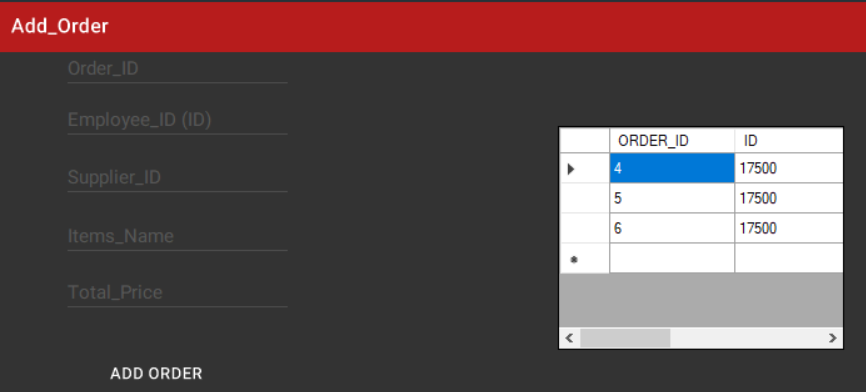 Add_Order
Order_ID
Employee_ID (ID)
Supplier_ID
Items_Name
Total_Price
ADD ORDER
ORDER_ID ID
4 17500
5 17500
6 17500